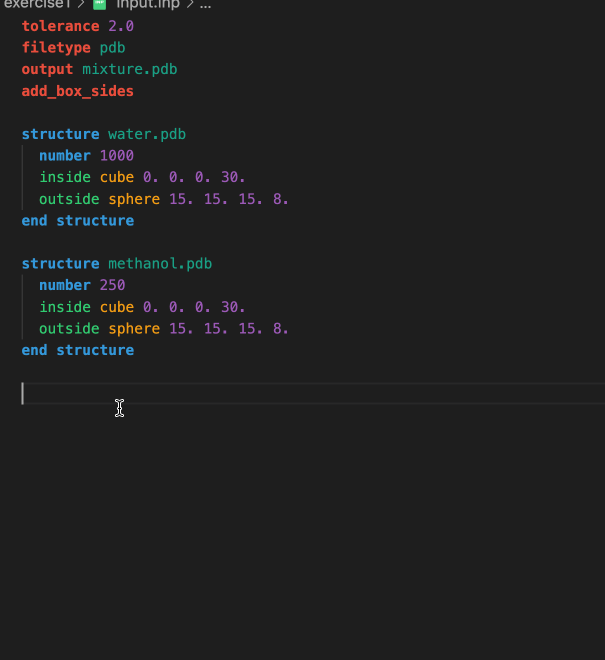 exercise1 > input.inp > ...
tolerance 2.0
filetype pdb
output mixture.pdb
add_box_sides
structure water.pdb
number 1000
inside cube 0. 0. 0. 30.
outside sphere 15. 15. 15. 8.
end structure
structure methanol.pdb
number 250
inside cube 0. 0. 0. 30.
outside sphere 15. 15. 15. 8.
end structure